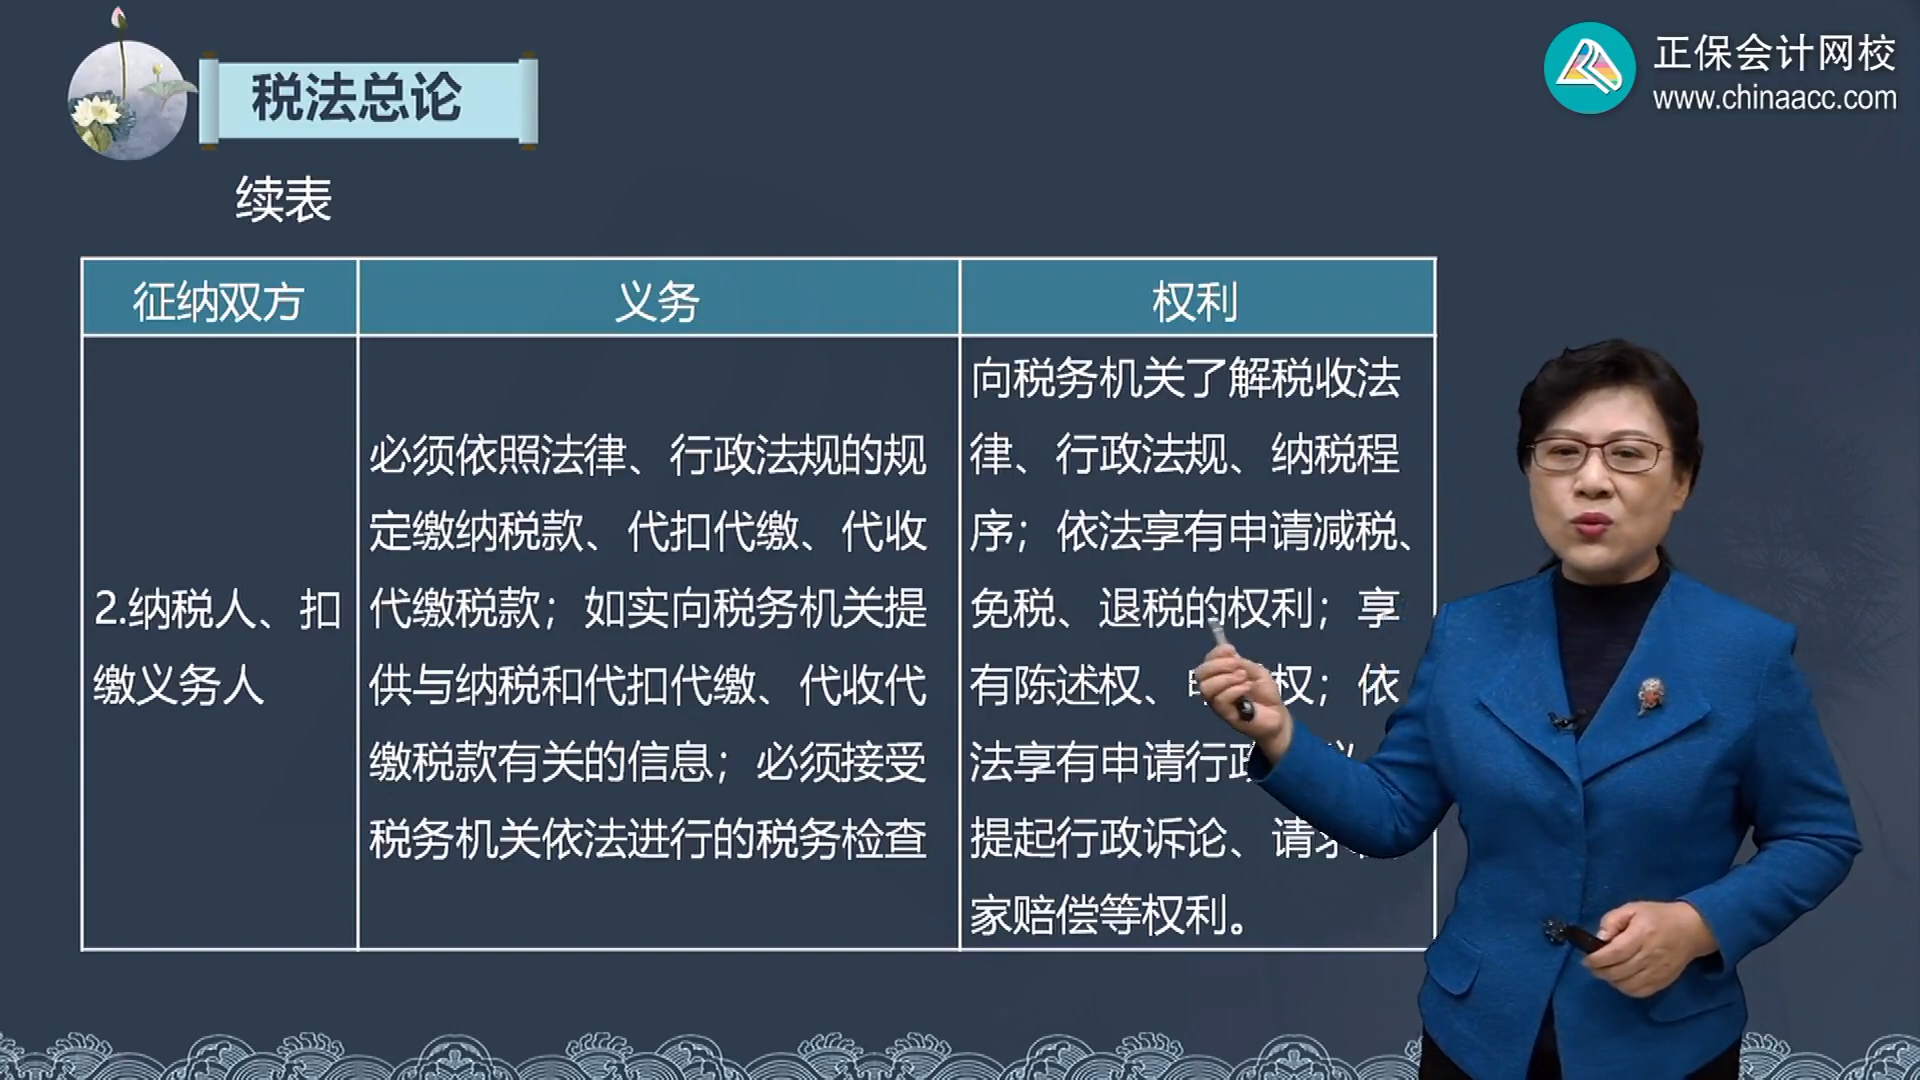 税法总论
正保会计网校
www.chinaacc.com
续表
征纳双方
义务
权利
2.纳税人、扣
缴义务人
必须依照法律、行政法规的规
定缴纳税款、代扣代缴、代收
代缴税款；如实向税务机关提
供与纳税和代扣代缴、代收代
缴税款有关的信息；必须接受
税务机关依法进行的税务检查
向税务机关了解税收法
律、行政法规、纳税程
序；依法享有申请减税、
免税、退税的权利；享
有陈述权、权；依
法享有申请行政
提起行政诉讼、请求
家赔偿等权利。